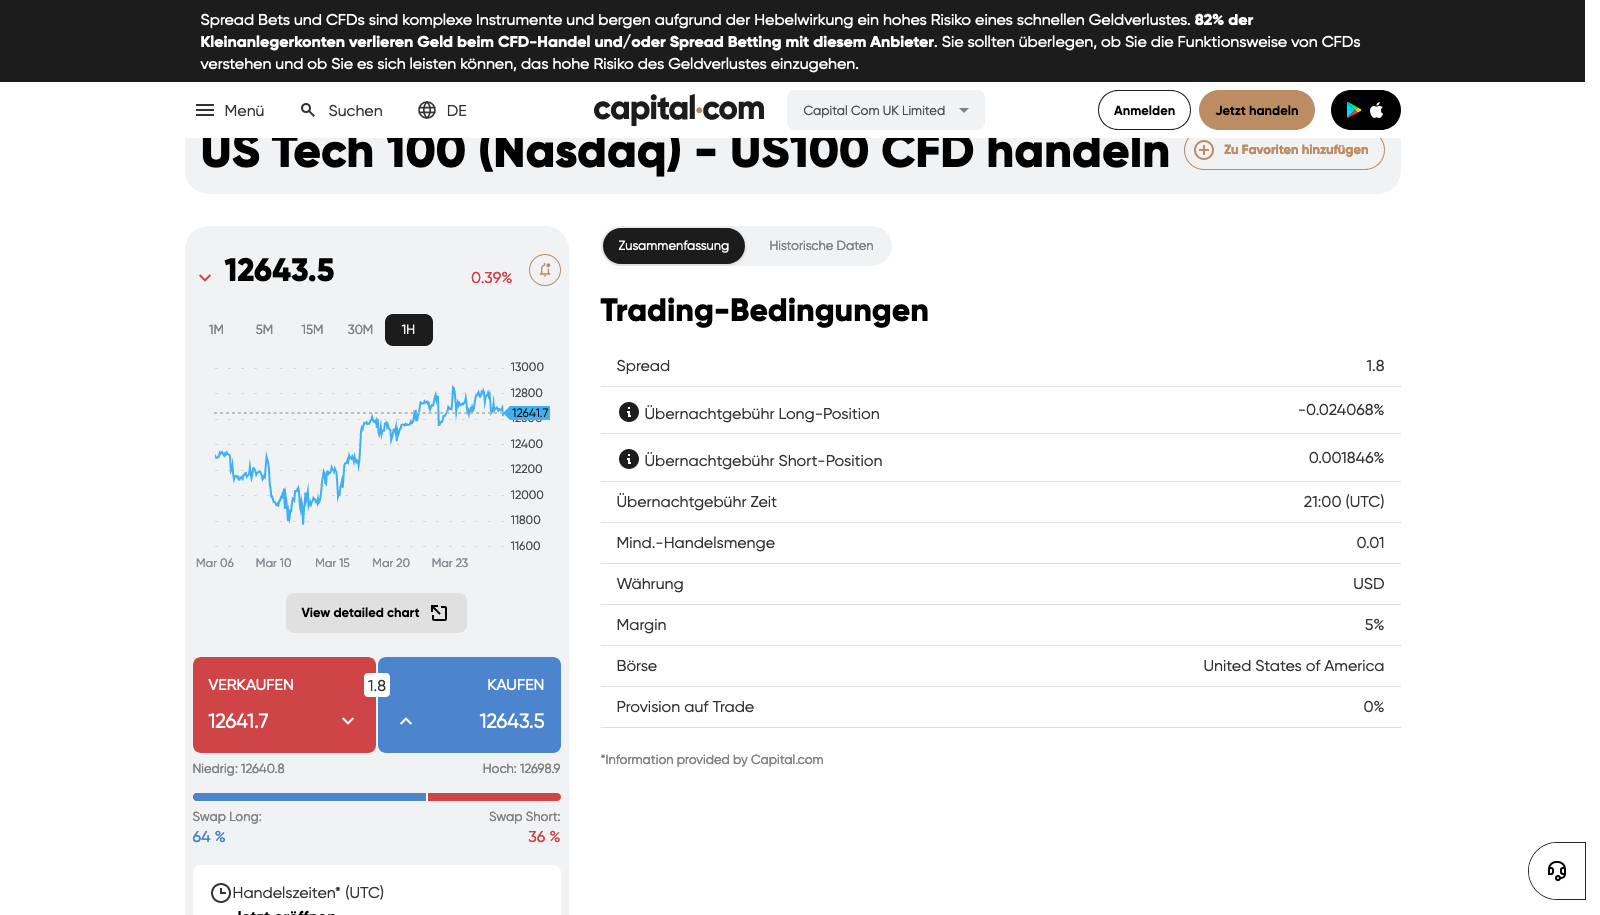 Spread Bets und CFDs sind komplexe Instrumente und bergen aufgrund der Hebelwirkung ein hohes Risiko eines schnellen Geldverlustes. 82% der
Kleinanlegerkonten verlieren Geld beim CFD-Handel und/oder Spread Betting mit diesem Anbieter. Sie sollten überlegen, ob Sie die Funktionsweise von CFDs
verstehen und ob Sie es sich leisten können, das hohe Risiko des Geldverlustes einzugehen.
Menü Suchen DE capital.com Capital Com UK Limited Anmelden Jetzt handeln
US Tech 100 (Nasdaq) - US100 CFD handeln Zu Favoriten hinzufügen
12643.5 0.39%
1M 5M 15M 30M 1H
13000
12800
12641.7
12400
12200
12000
11800
11600
Mar 06 Mar 10 Mar 15 Mar 20 Mar 23
View detailed chart
VERKAUFEN 1.8 KAUFEN
12641.7 12643.5
Niedrig: 12640.8 Hoch: 12698.9
Swap Long: Swap Short:
64 % 36 %
Handelszeiten* (UTC)
Jetzt eröffnen
Zusammenfassung Historische Daten
Trading-Bedingungen
Spread 1.8
Übernachtgebühr Long-Position -0.024068%
Übernachtgebühr Short-Position 0.001846%
Übernachtgebühr Zeit 21:00 (UTC)
Mind.-Handelsmenge 0.01
Währung USD
Margin 5%
Börse United States of America
Provision auf Trade 0%
*Information provided by Capital.com